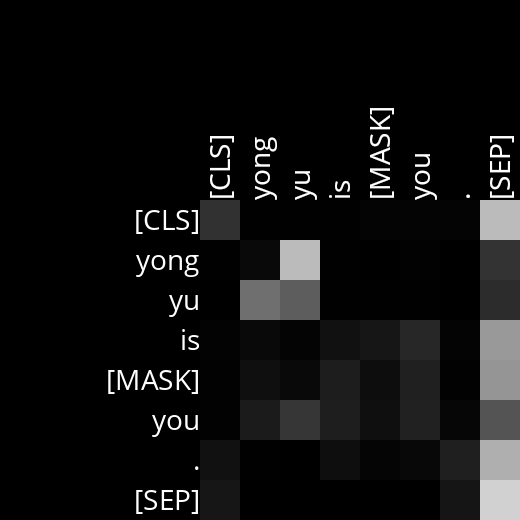 [CLS] yong yu is [MASK] you . [SEP]
[CLS]
yong
yu
is
[MASK]
you
.
[SEP]